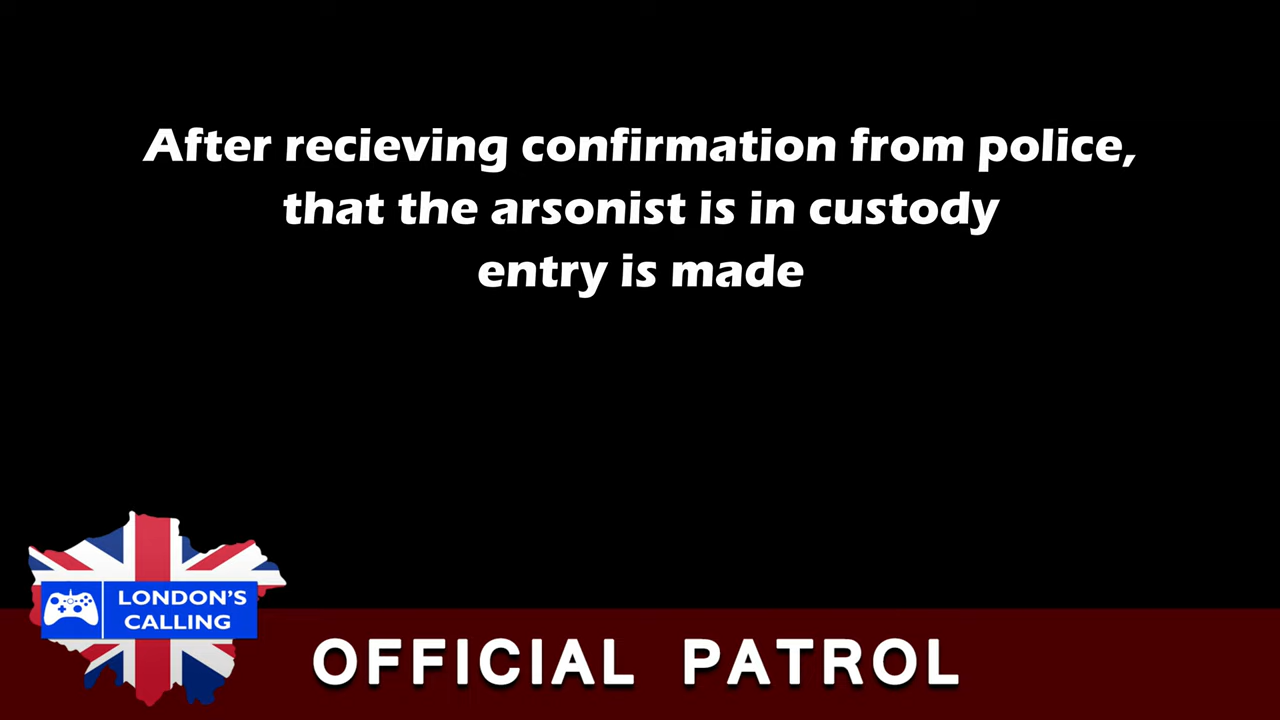 After recieving confirmation from police,
that the arsonist is in custody
entry is made
LONDON'S
CALLING
OFFICIAL PATROL